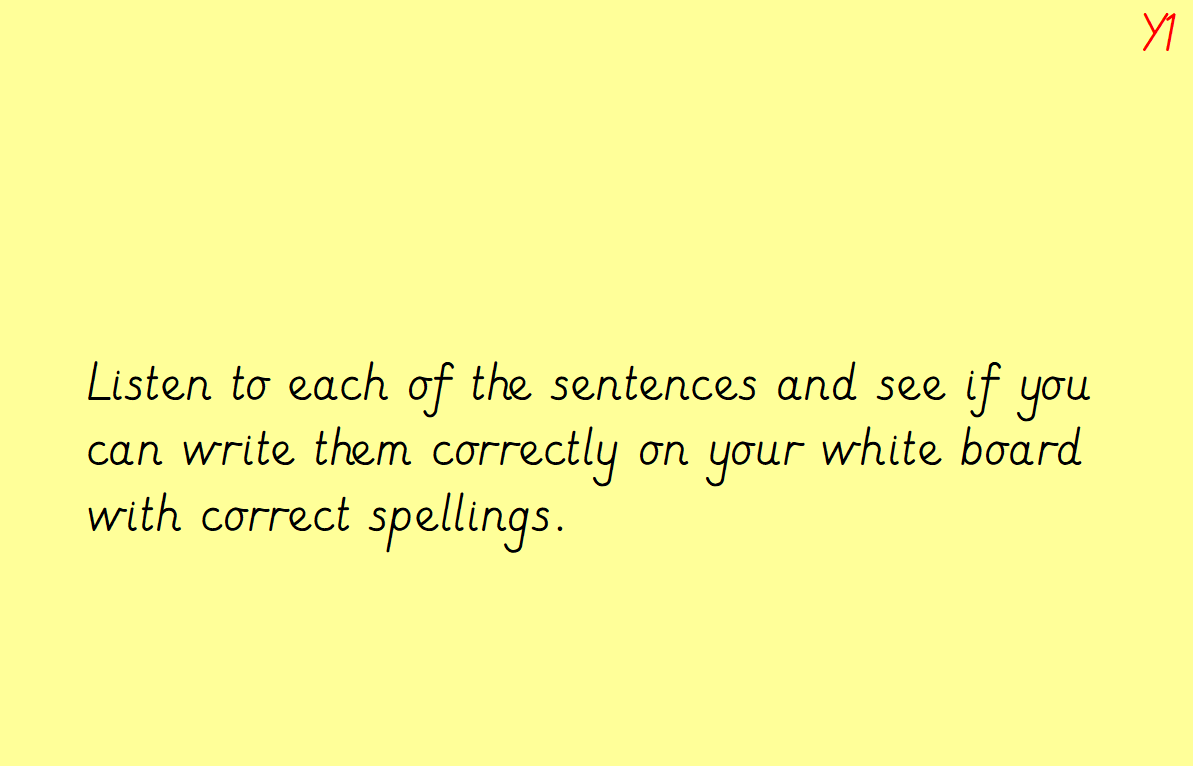 Y1
Listen to each of the sentences and see if you
can write them correctly on your white board
with correct spellings.